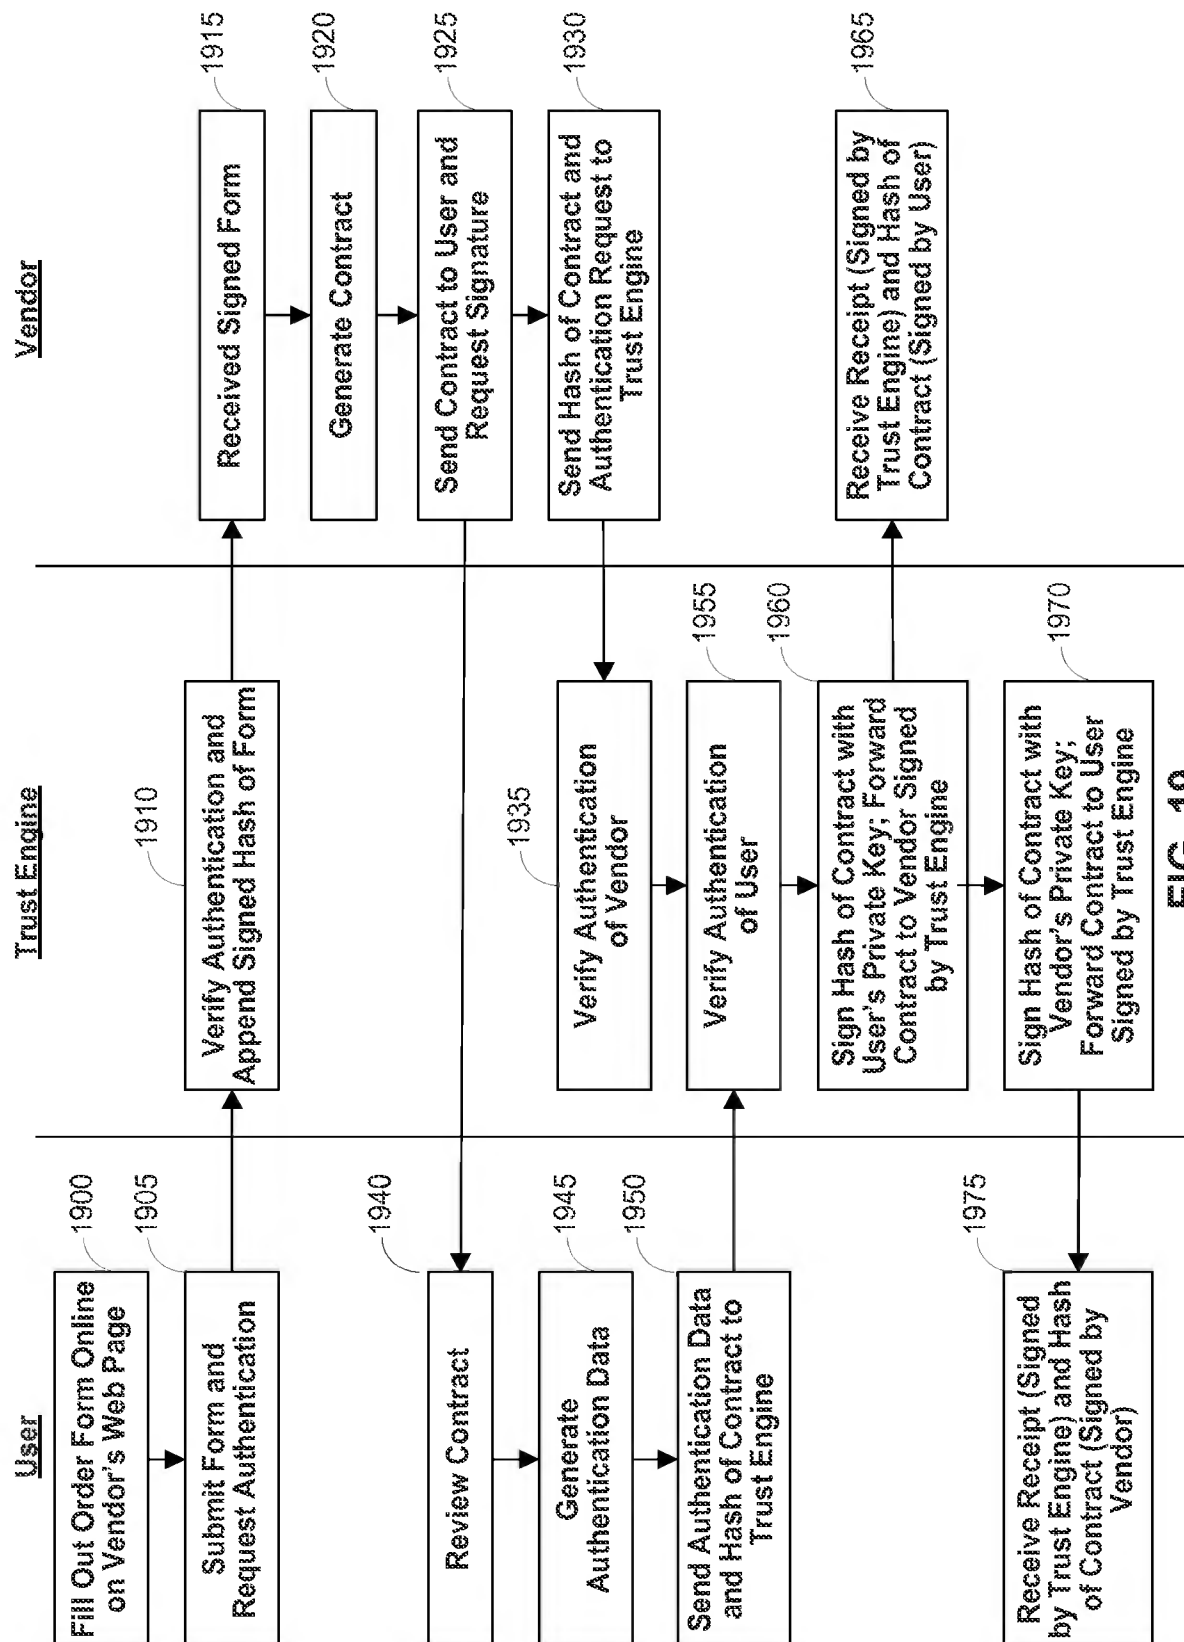 User
Trust Engine
Vendor
Fill Out Order Form Online
on Vendor's Web Page
1900
Submit Form and
Request Authentication
1905
Verify Authentication and
Append Signed Hash of Form
1910
Received Signed Form
1915
Generate Contract
1920
Send Contract to User and
Request Signature
1925
Send Hash of Contract and
Authentication Request to
Trust Engine
1930
Verify Authentication
of Vendor
1935
Review Contract
1940
Generate
Authentication Data
1945
Send Authentication Data
and Hash of Contract to
Trust Engine
1950
Verify Authentication
of User
1955
Sign Hash of Contract with
User's Private Key; Forward
Contract to Vendor Signed
by Trust Engine
1960
Receive Receipt (Signed by
Trust Engine) and Hash of
Contract (Signed by User)
1965
Sign Hash of Contract with
Vendor's Private Key;
Forward Contract to User
Signed by Trust Engine
1970
Receive Receipt (Signed
by Trust Engine) and Hash
of Contract (Signed by
Vendor)
1975
FIG.